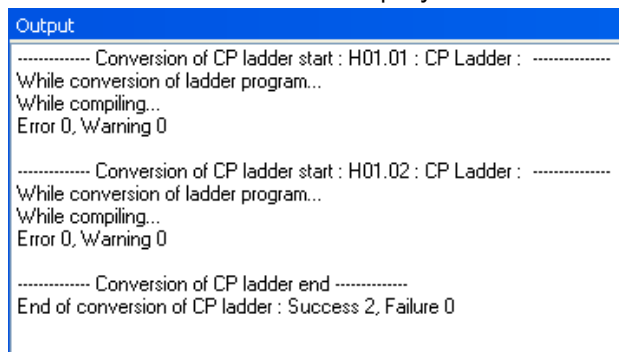 Output
------------- Conversion of CP ladder start : H01.01 : CP Ladder :  --------------
While conversion of ladder program...
While compiling...
Error 0, Warning 0
------------- Conversion of CP ladder start : H01.02 : CP Ladder :  --------------
While conversion of ladder program...
While compiling...
Error 0, Warning 0
------------- Conversion of CP ladder end -------------
End of conversion of CP ladder : Success 2, Failure 0